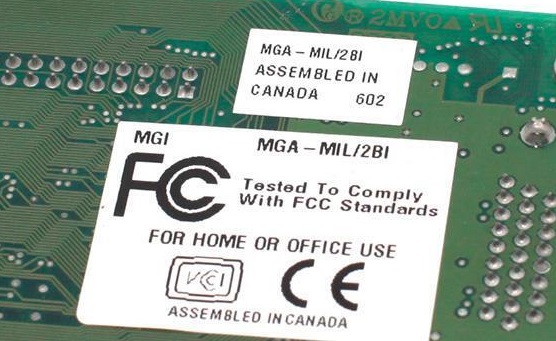 2MVO
MGA – MIL/2BI
ASSEMBLED IN
CANADA 602
MGI
MGA – MIL/2BI
FC
Tested To Comply
With FCC Standards
FOR HOME OR OFFICE USE
VCCI
CE
ASSEMBLED IN CANADA